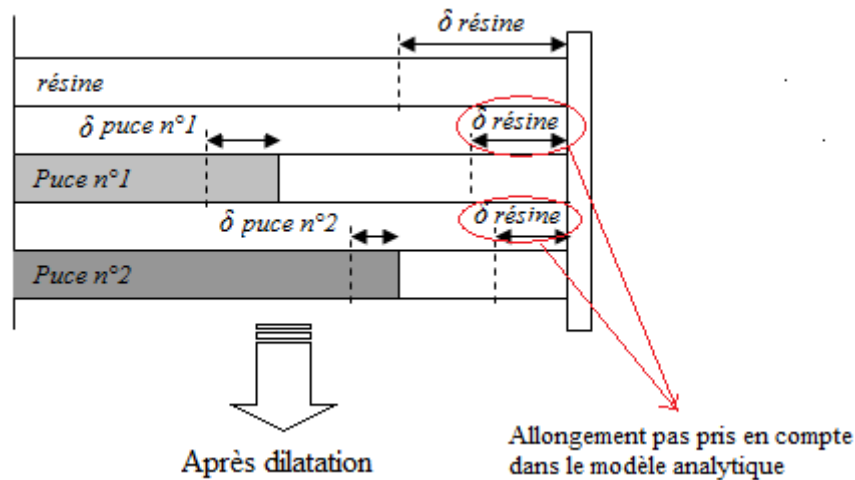 δ résine
résine
δ puce n°1
δ résine
Puce n°1
δ puce n°2
δ résine
Puce n°2
Après dilatation
Allongement pas pris en compte
dans le modèle analytique